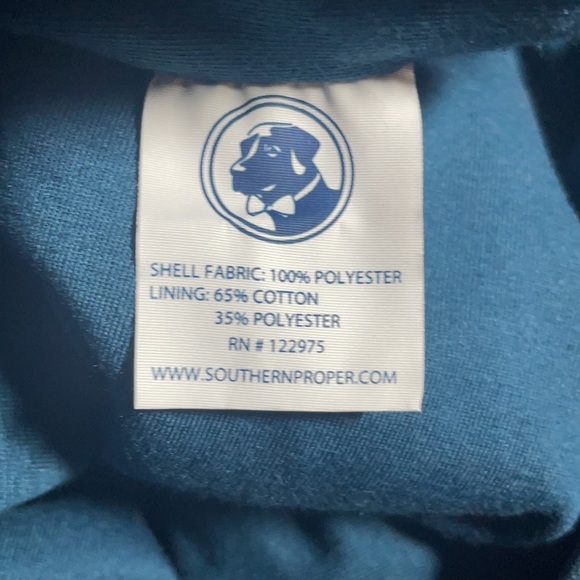 SHELL FABRIC: 100% POLYESTER
LINING: 65% COTTON
35% POLYESTER
RN # 122975
WWW.SOUTHERNPROPER.COM